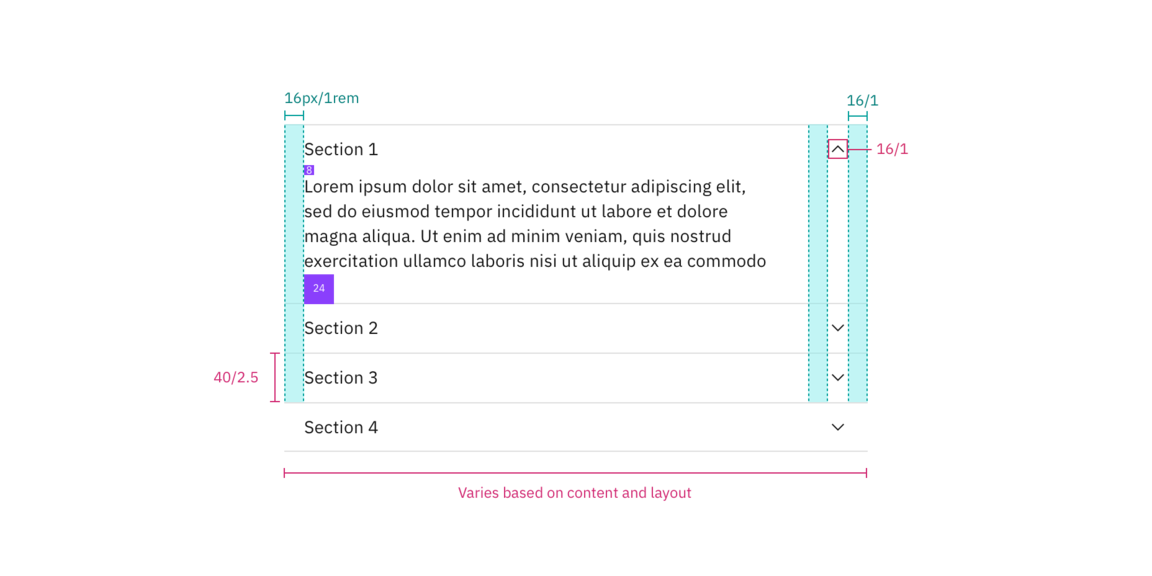 16px/1rem
16/1
Section 1
16/1
8
Lorem ipsum dolor sit amet, consectetur adipiscing elit,
sed do eiusmod tempor incididunt ut labore et dolore
magna aliqua. Ut enim ad minim veniam, quis nostrud
exercitation ullamco laboris nisi ut aliquip ex ea commodo
24
Section 2
40/2.5
Section 3
Section 4
Varies based on content and layout